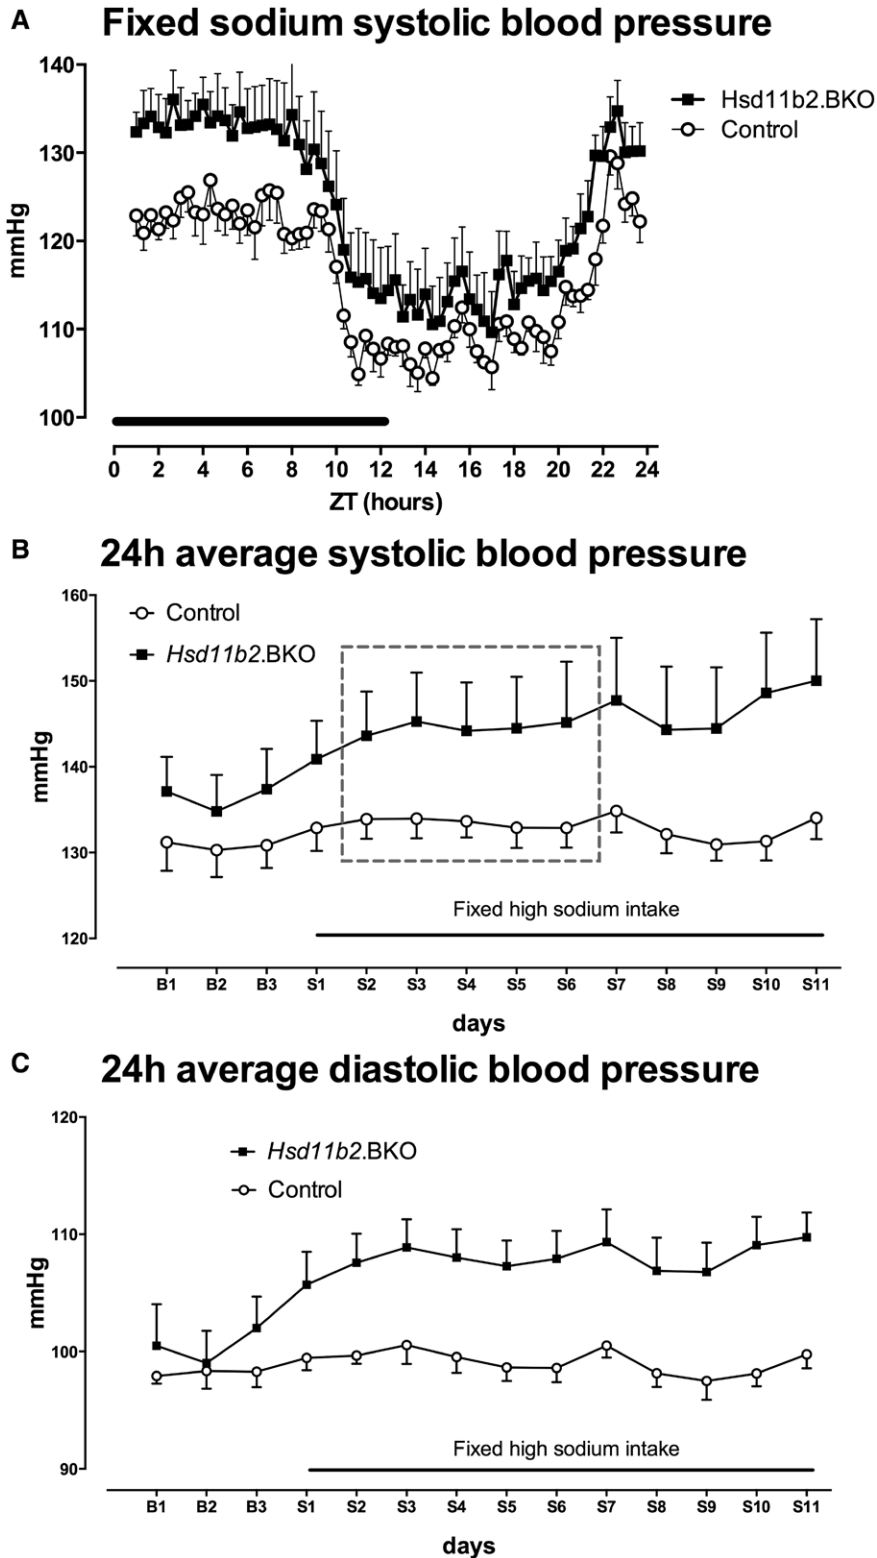 A
Fixed sodium systolic blood pressure
140
130
120
110
100
mmHg
Hsd11b2.BKO
Control
0 2 4 6 8 10 12 14 16 18 20 22 24
ZT (hours)
B
24h average systolic blood pressure
160
150
140
130
120
mmHg
Control
Hsd11b2.BKO
Fixed high sodium intake
B1 B2 B3 S1 S2 S3 S4 S5 S6 S7 S8 S9 S10 S11
days
C
24h average diastolic blood pressure
120
110
100
90
mmHg
Hsd11b2.BKO
Control
Fixed high sodium intake
B1 B2 B3 S1 S2 S3 S4 S5 S6 S7 S8 S9 S10 S11
days